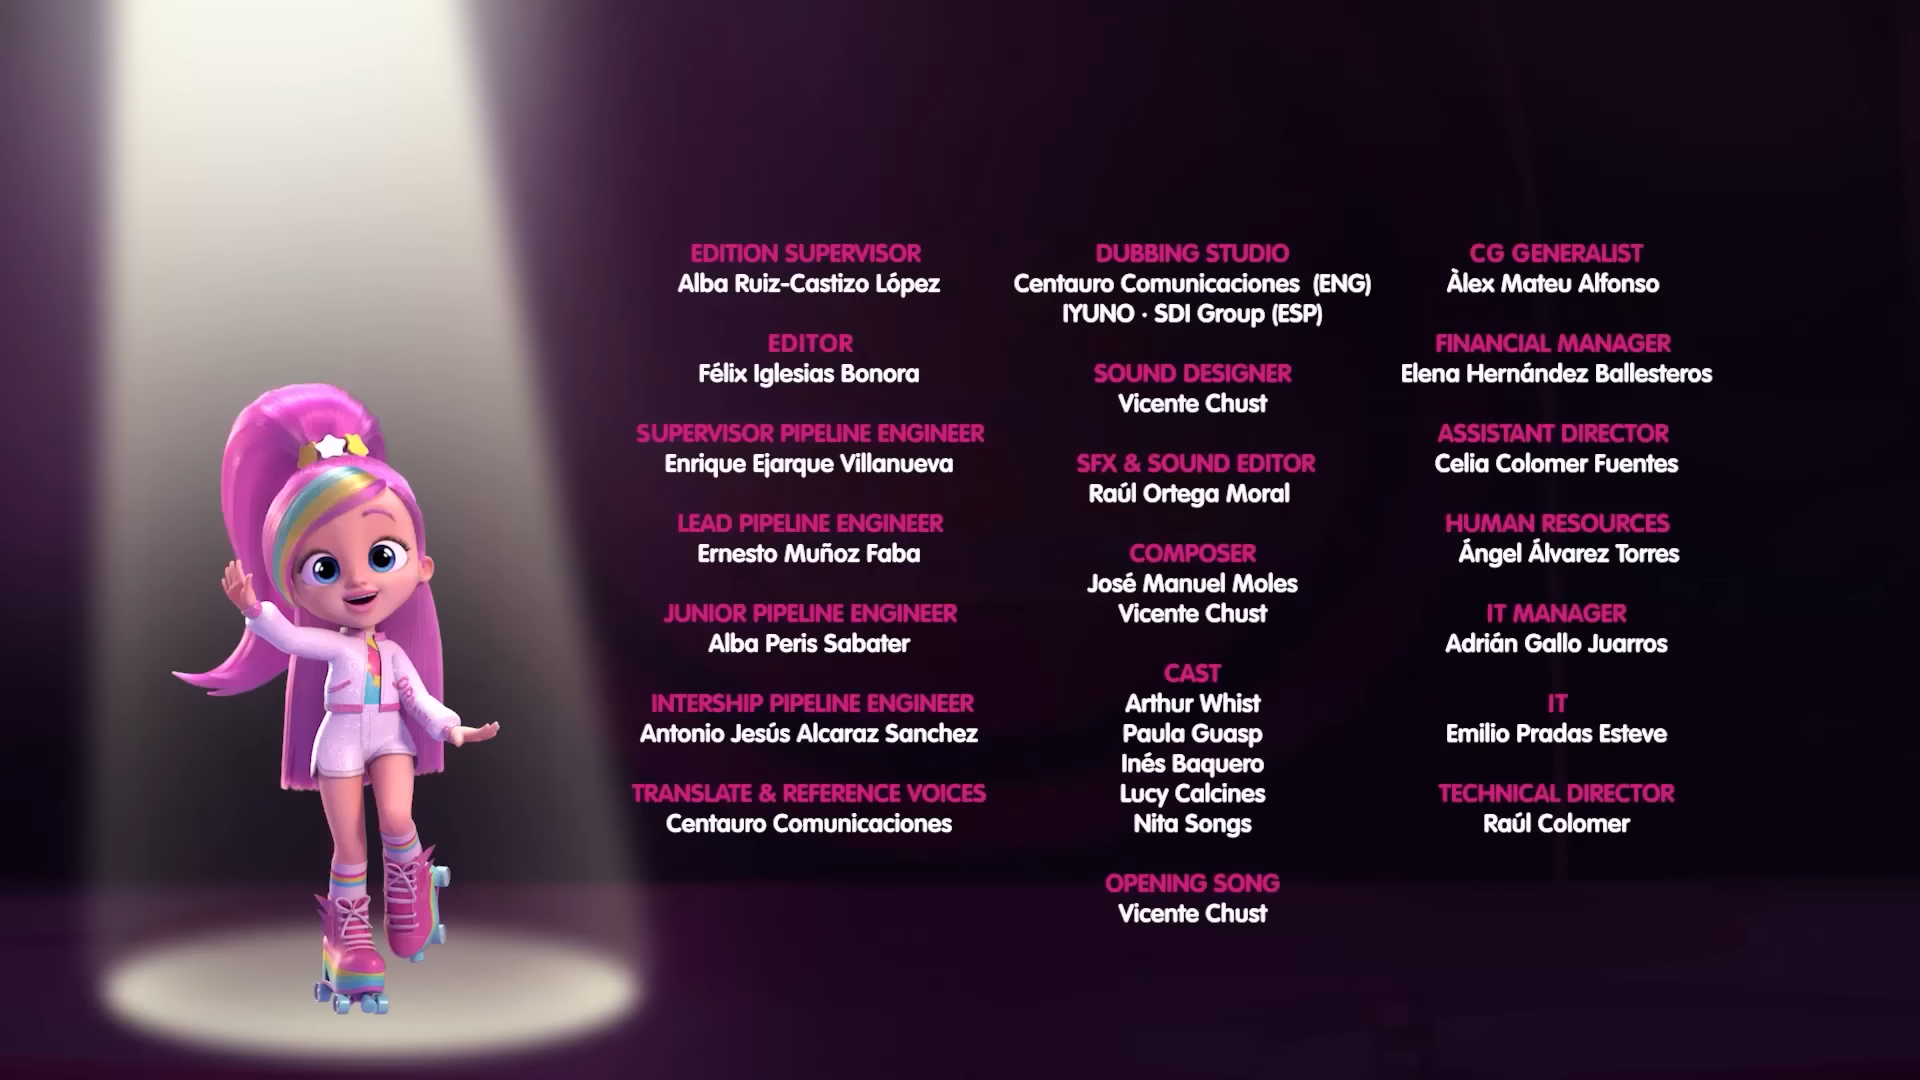 EDITION SUPERVISOR
Alba Ruiz-Castizo López
EDITOR
Félix Iglesias Bonora
SUPERVISOR PIPELINE ENGINEER
Enrique Ejarque Villanueva
LEAD PIPELINE ENGINEER
Ernesto Muñoz Faba
JUNIOR PIPELINE ENGINEER
Alba Peris Sabater
INTERSHIP PIPELINE ENGINEER
Antonio Jesús Alcaraz Sanchez
TRANSLATE & REFERENCE VOICES
Centauro Comunicaciones
DUBBING STUDIO
Centauro Comunicaciones (ENG)
IYUNO · SDI Group (ESP)
SOUND DESIGNER
Vicente Chust
SFX & SOUND EDITOR
Raúl Ortega Moral
COMPOSER
José Manuel Moles
Vicente Chust
CAST
Arthur Whist
Paula Guasp
Inés Baquero
Lucy Calcines
Nita Songs
OPENING SONG
Vicente Chust
CG GENERALIST
Àlex Mateu Alfonso
FINANCIAL MANAGER
Elena Hernández Ballesteros
ASSISTANT DIRECTOR
Celia Colomer Fuentes
HUMAN RESOURCES
Ángel Álvarez Torres
IT MANAGER
Adrián Gallo Juarros
IT
Emilio Pradas Esteve
TECHNICAL DIRECTOR
Raúl Colomer